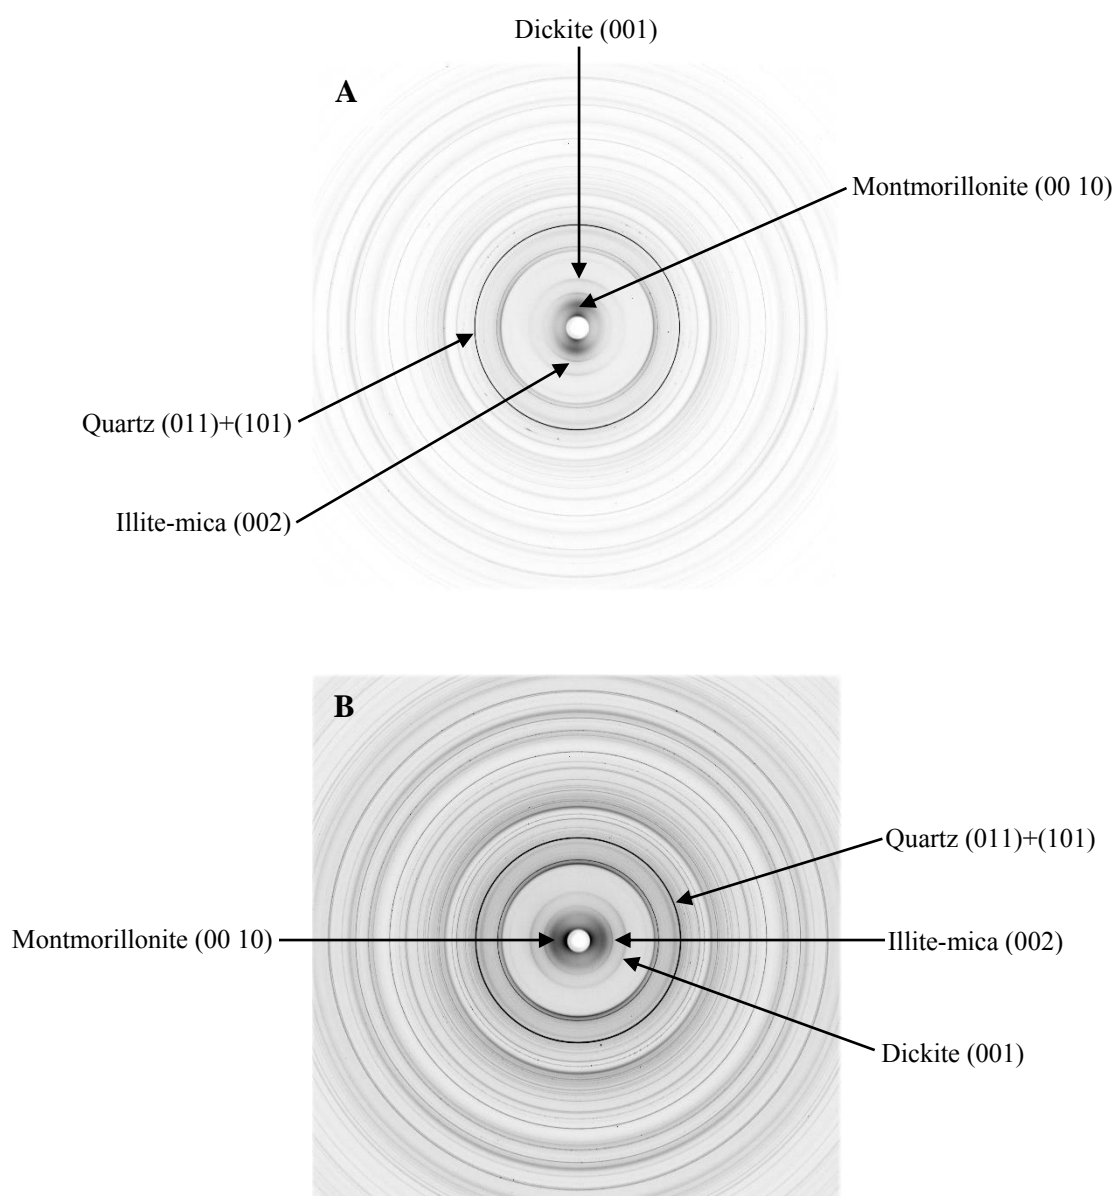 Dickite (001)
A
Montmorillonite (00 10)
Quartz (011)+(101)
Illite-mica (002)
B
Quartz (011)+(101)
Montmorillonite (00 10)
Illite-mica (002)
Dickite (001)